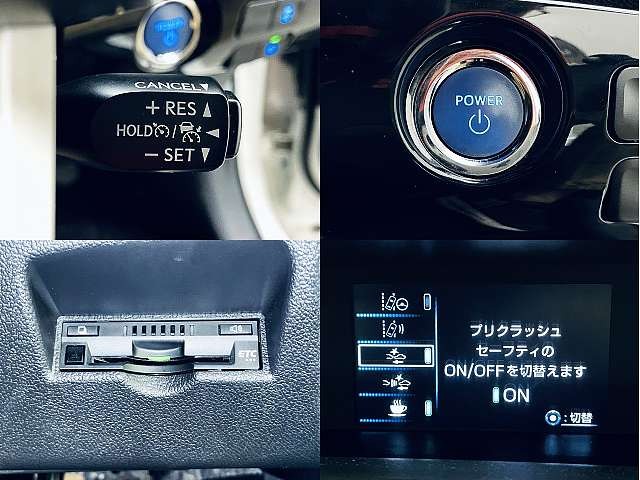 CANCEL▼
+ RES ▲
HOLD / ◀
− SET ▼
POWER
ETC
プリクラッシュ
セーフティの
ON/OFFを切替えます
ON
:切替